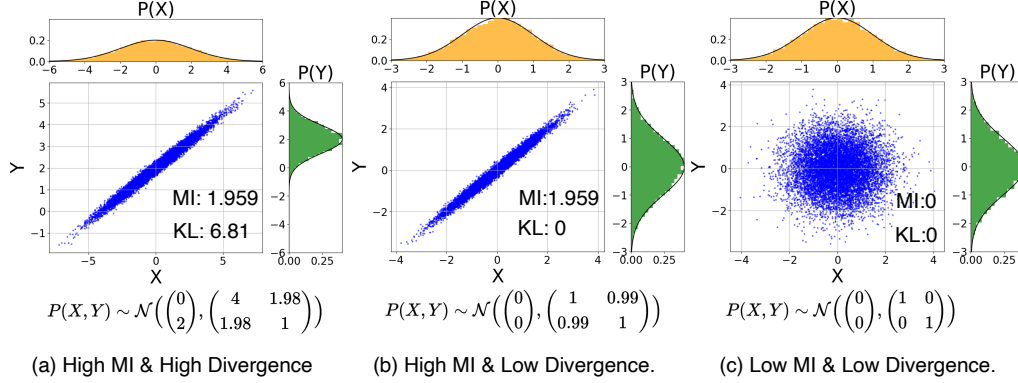 P(X)
0.2
0.0
−6 −4 −2 0 2 4 6
P(Y)
6
4
2
0
−2
−4
−6
0.00 0.25
5
4
3
2
1
0
−1
Y
−5 0 5
X
MI: 1.959
KL: 6.81
P(X, Y) ∼ 𝒩((0 2), (4 1.98 1.98 1))
(a) High MI & High Divergence
P(X)
0.2
0.0
−3 −2 −1 0 1 2 3
P(Y)
3
2
1
0
−1
−2
−3
0.00 0.25
4
2
0
−2
Y
−4 −2 0 2 4
X
MI:1.959
KL: 0
P(X, Y) ∼ 𝒩((0 0), (1 0.99 0.99 1))
(b) High MI & Low Divergence.
P(X)
0.2
0.0
−3 −2 −1 0 1 2 3
P(Y)
3
2
1
0
−1
−2
−3
0.00 0.25
2
0
−2
Y
−4 −2 0 2 4
X
MI:0
KL:0
P(X, Y) ∼ 𝒩((0 0), (1 0 0 1))
(c) Low MI & Low Divergence.